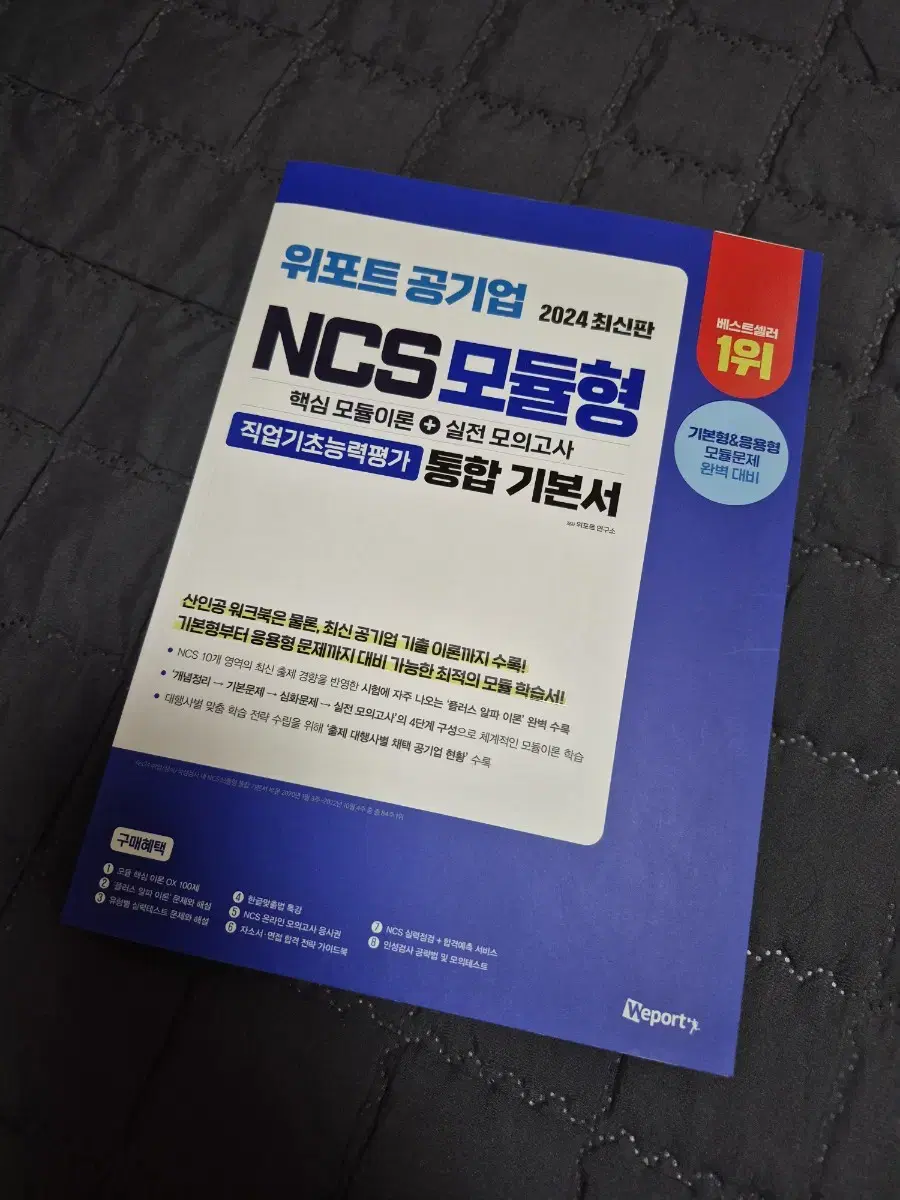 위포트 공기업
2024 최신판
NCS 모듈형
핵심 모듈이론 + 실전 모의고사
직업기초능력평가 통합 기본서
위포트 연구소
베스트셀러
1위
기본형&응용형
모듈문제
완벽 대비
산인공 워크북은 물론, 최신 공기업 기출 이론까지 수록!
기본형부터 응용형 문제까지 대비 가능한 최적의 모듈 학습서!
• NCS 10개 영역의 최신 출제 경향을 반영한 시험에 자주 나오는 '플러스 알파 이론' 완벽 수록
• '개념정리 → 기본문제 → 심화문제 → 실전 모의고사'의 4단계 구성으로 체계적인 모듈이론 학습
• 대행사별 맞춤 학습 전략 수립을 위해 '출제 대행사별 채택 공기업 현황' 수록
구매혜택
1 모듈 핵심 이론 OX 100제
2 '플러스 알파 이론' 문제와 해설
3 유형별 실력테스트 문제와 해설
4 한글맞춤법 특강
5 NCS 온라인 모의고사 응시권
6 자소서·면접 합격 전략 가이드북
7 NCS 실력점검 + 합격예측 서비스
8 인성검사 공략법 및 모의테스트
Weport